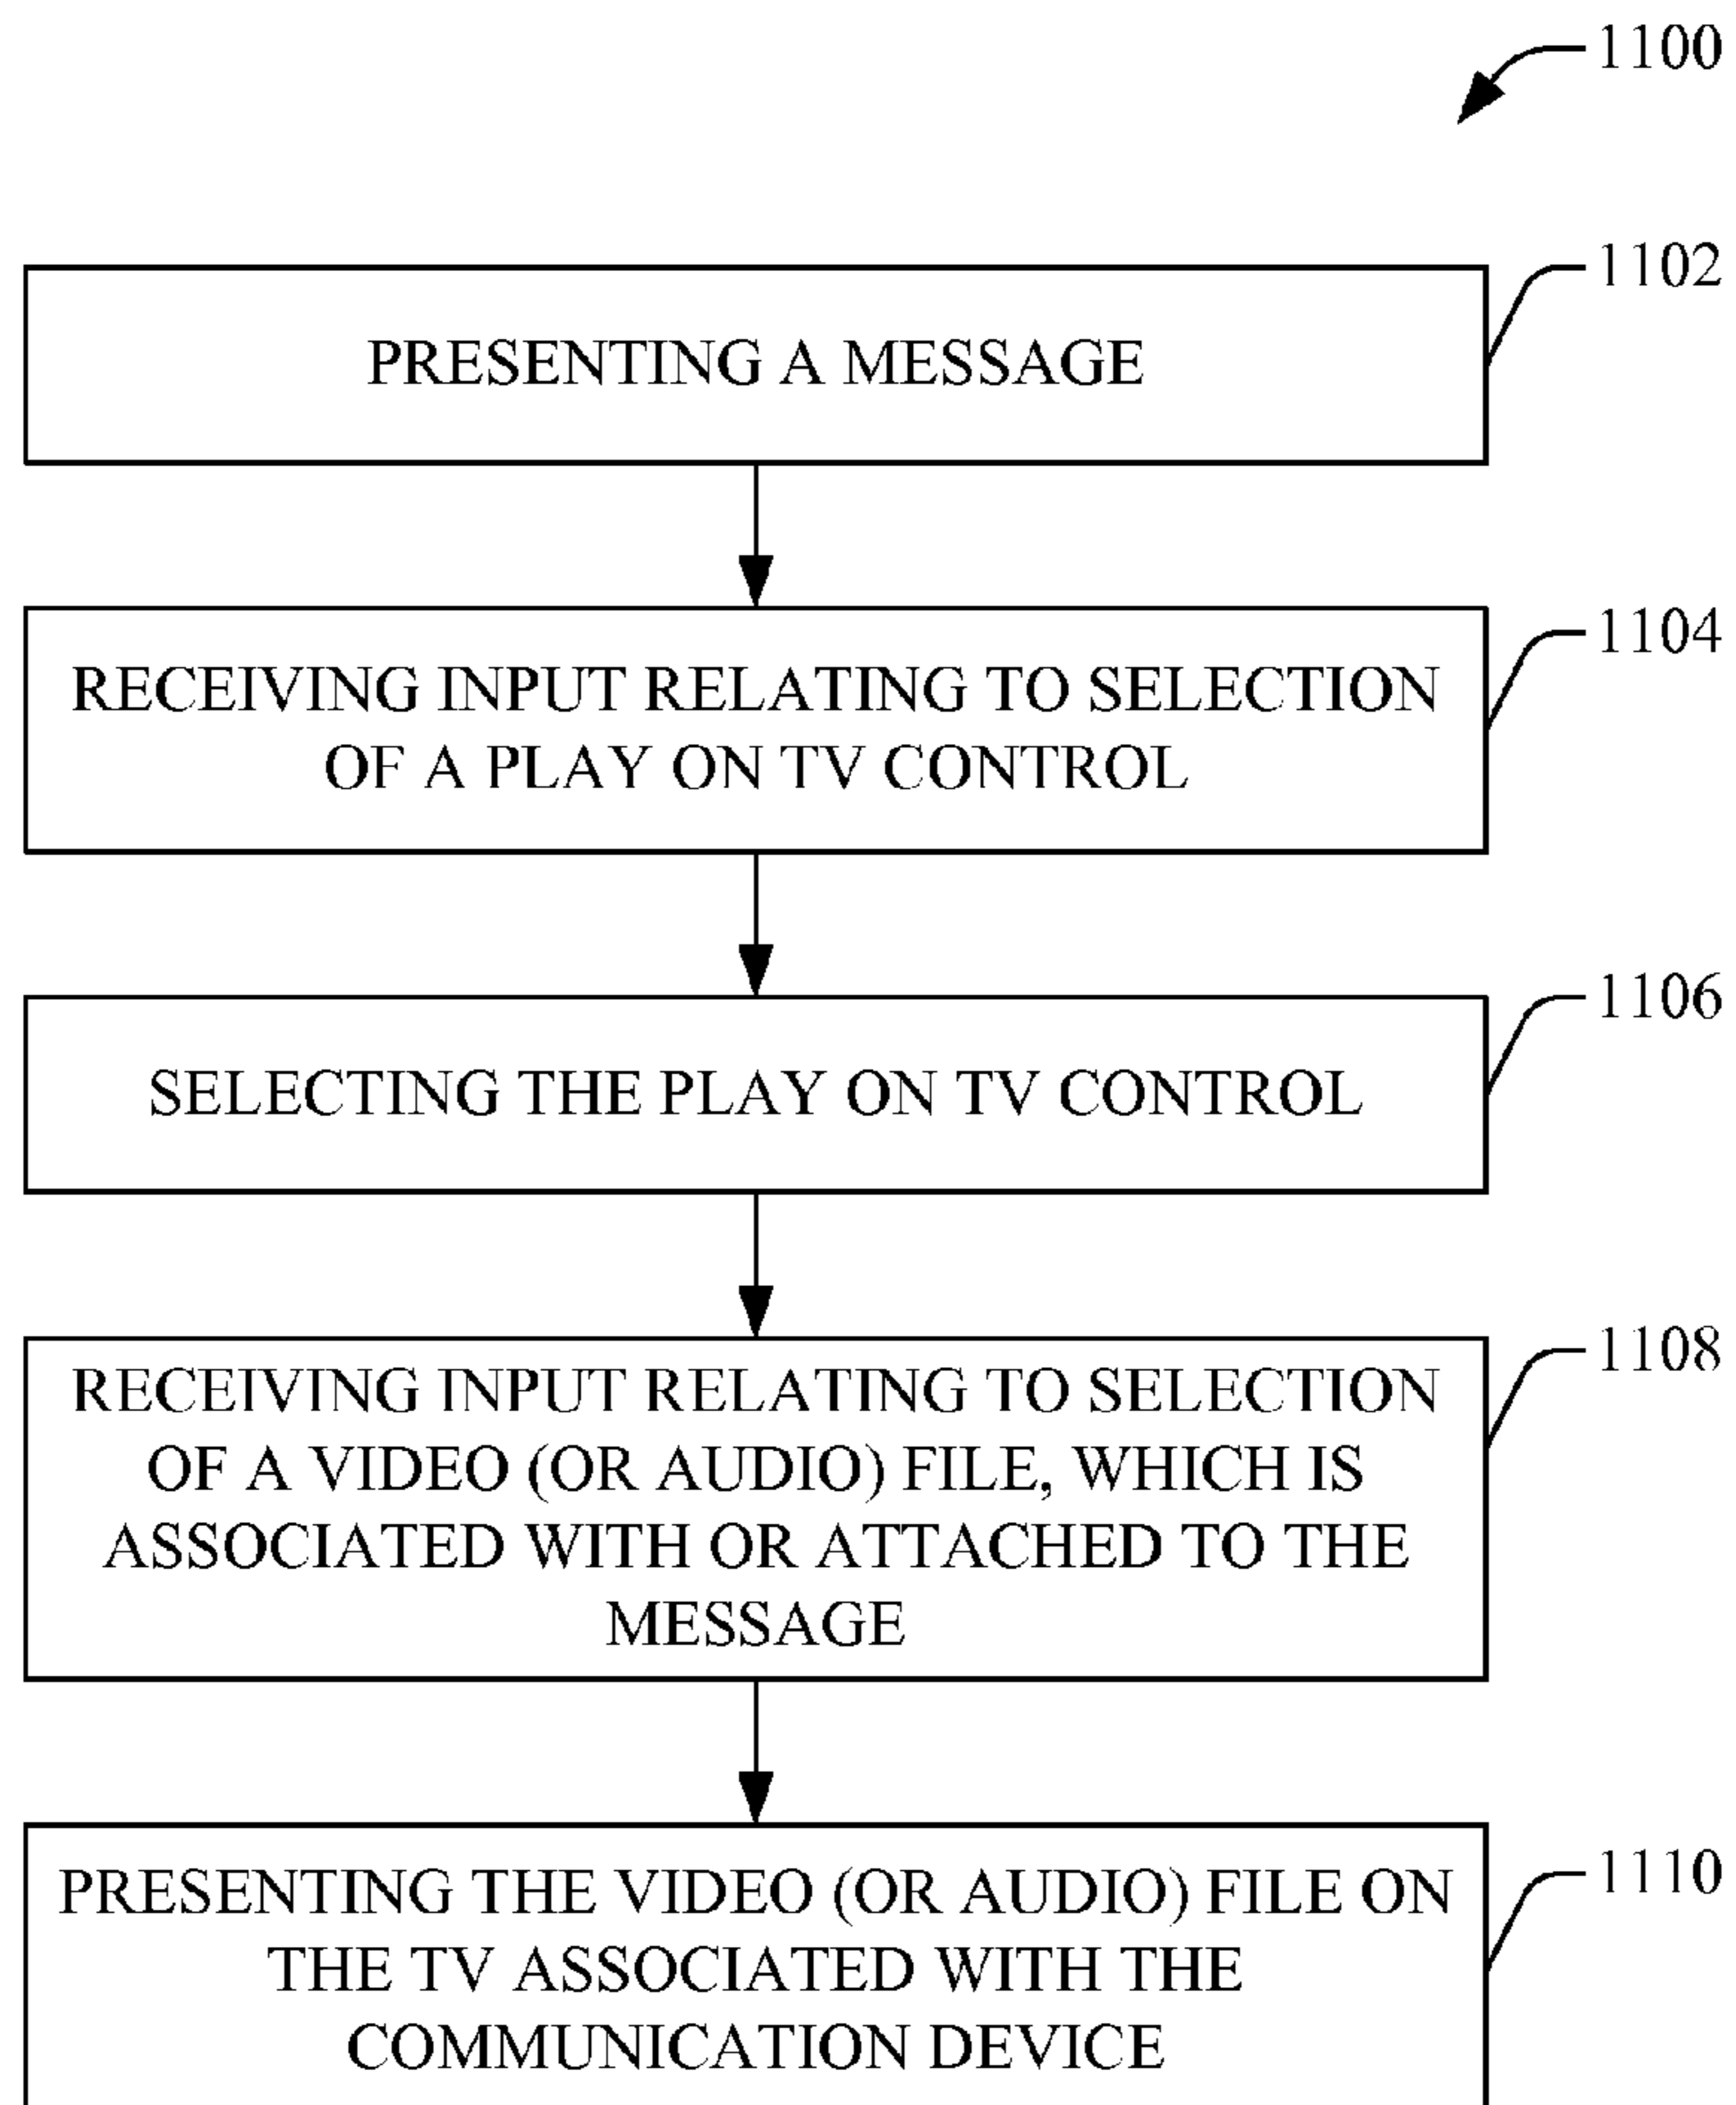 1100
1102
PRESENTING A MESSAGE
1104
RECEIVING INPUT RELATING TO SELECTION
OF A PLAY ON TV CONTROL
1106
SELECTING THE PLAY ON TV CONTROL
1108
RECEIVING INPUT RELATING TO SELECTION
OF A VIDEO (OR AUDIO) FILE, WHICH IS
ASSOCIATED WITH OR ATTACHED TO THE
MESSAGE
1110
PRESENTING THE VIDEO (OR AUDIO) FILE ON
THE TV ASSOCIATED WITH THE
COMMUNICATION DEVICE